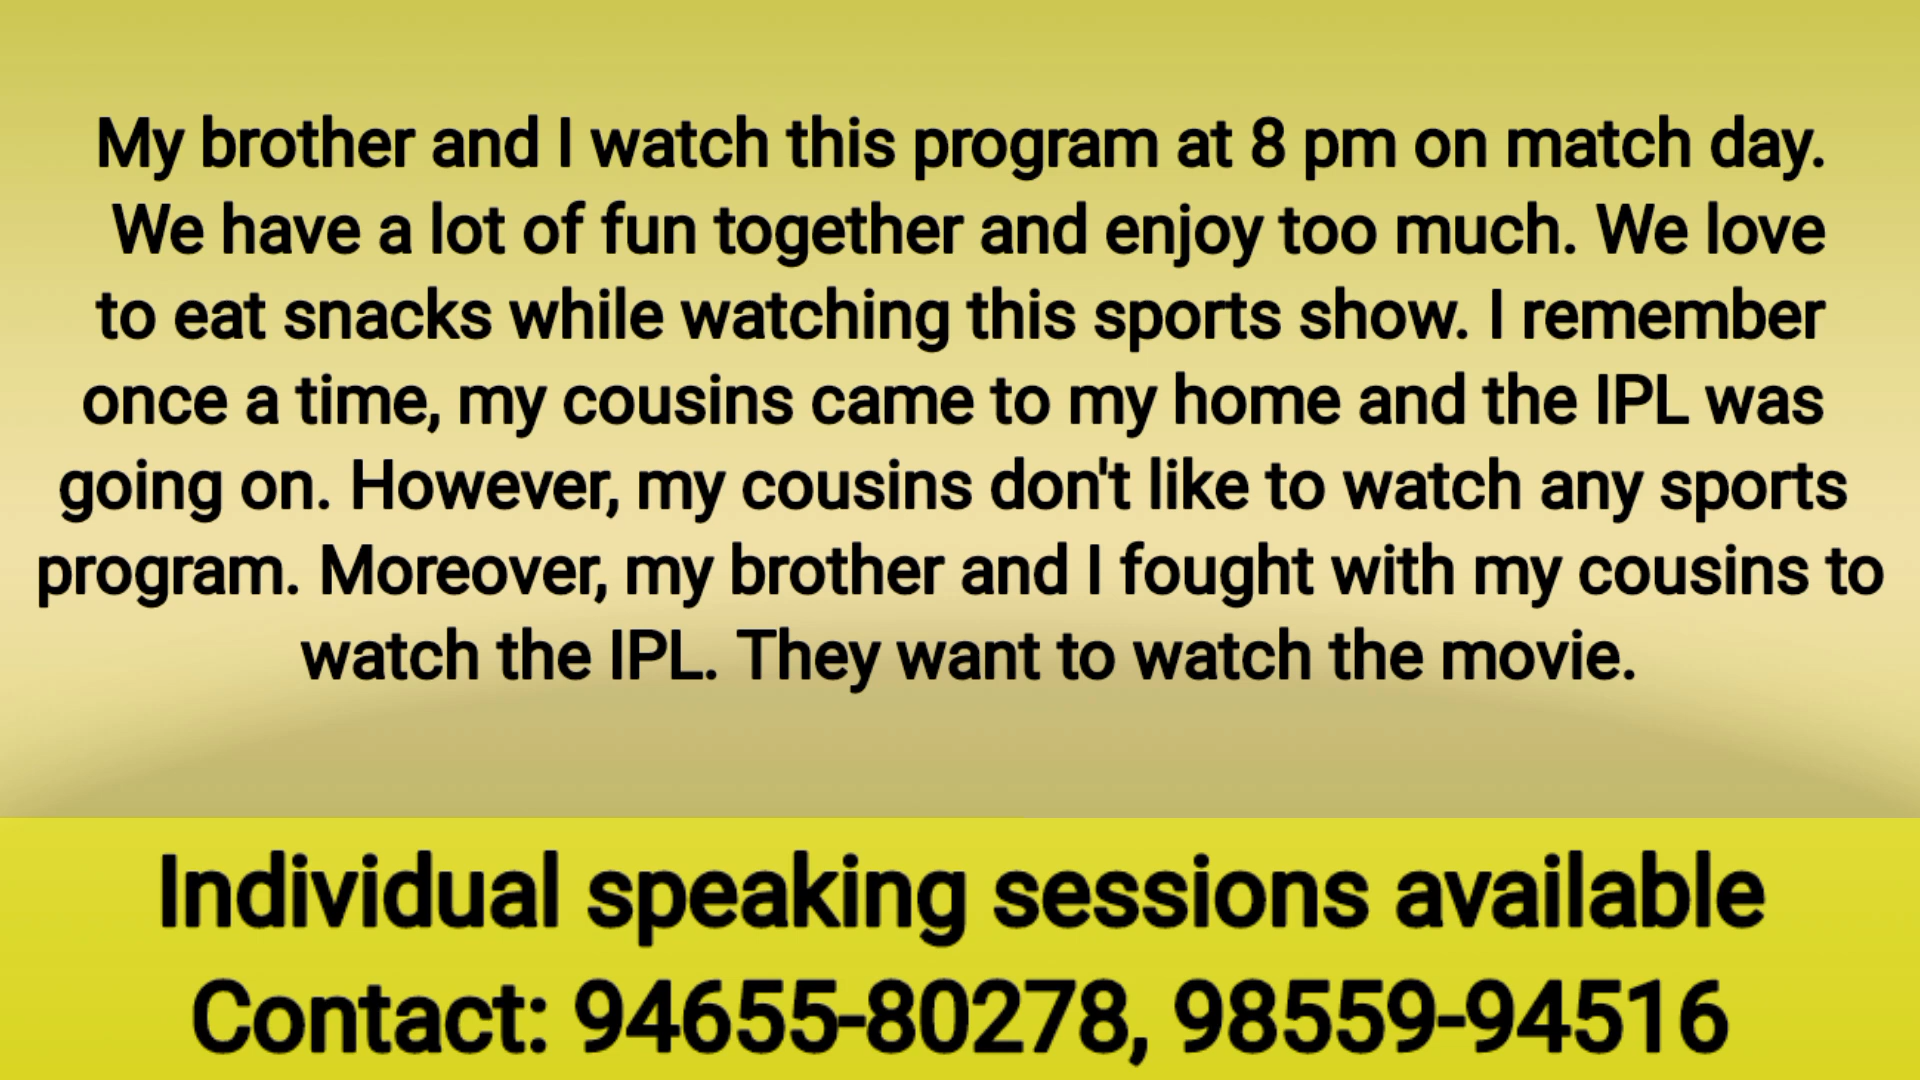 My brother and I watch this program at 8 pm on match day.
We have a lot of fun together and enjoy too much. We love
to eat snacks while watching this sports show. I remember
once a time, my cousins came to my home and the IPL was
going on. However, my cousins don't like to watch any sports
program. Moreover, my brother and I fought with my cousins to
watch the IPL. They want to watch the movie.
Individual speaking sessions available
Contact: 94655-80278, 98559-94516